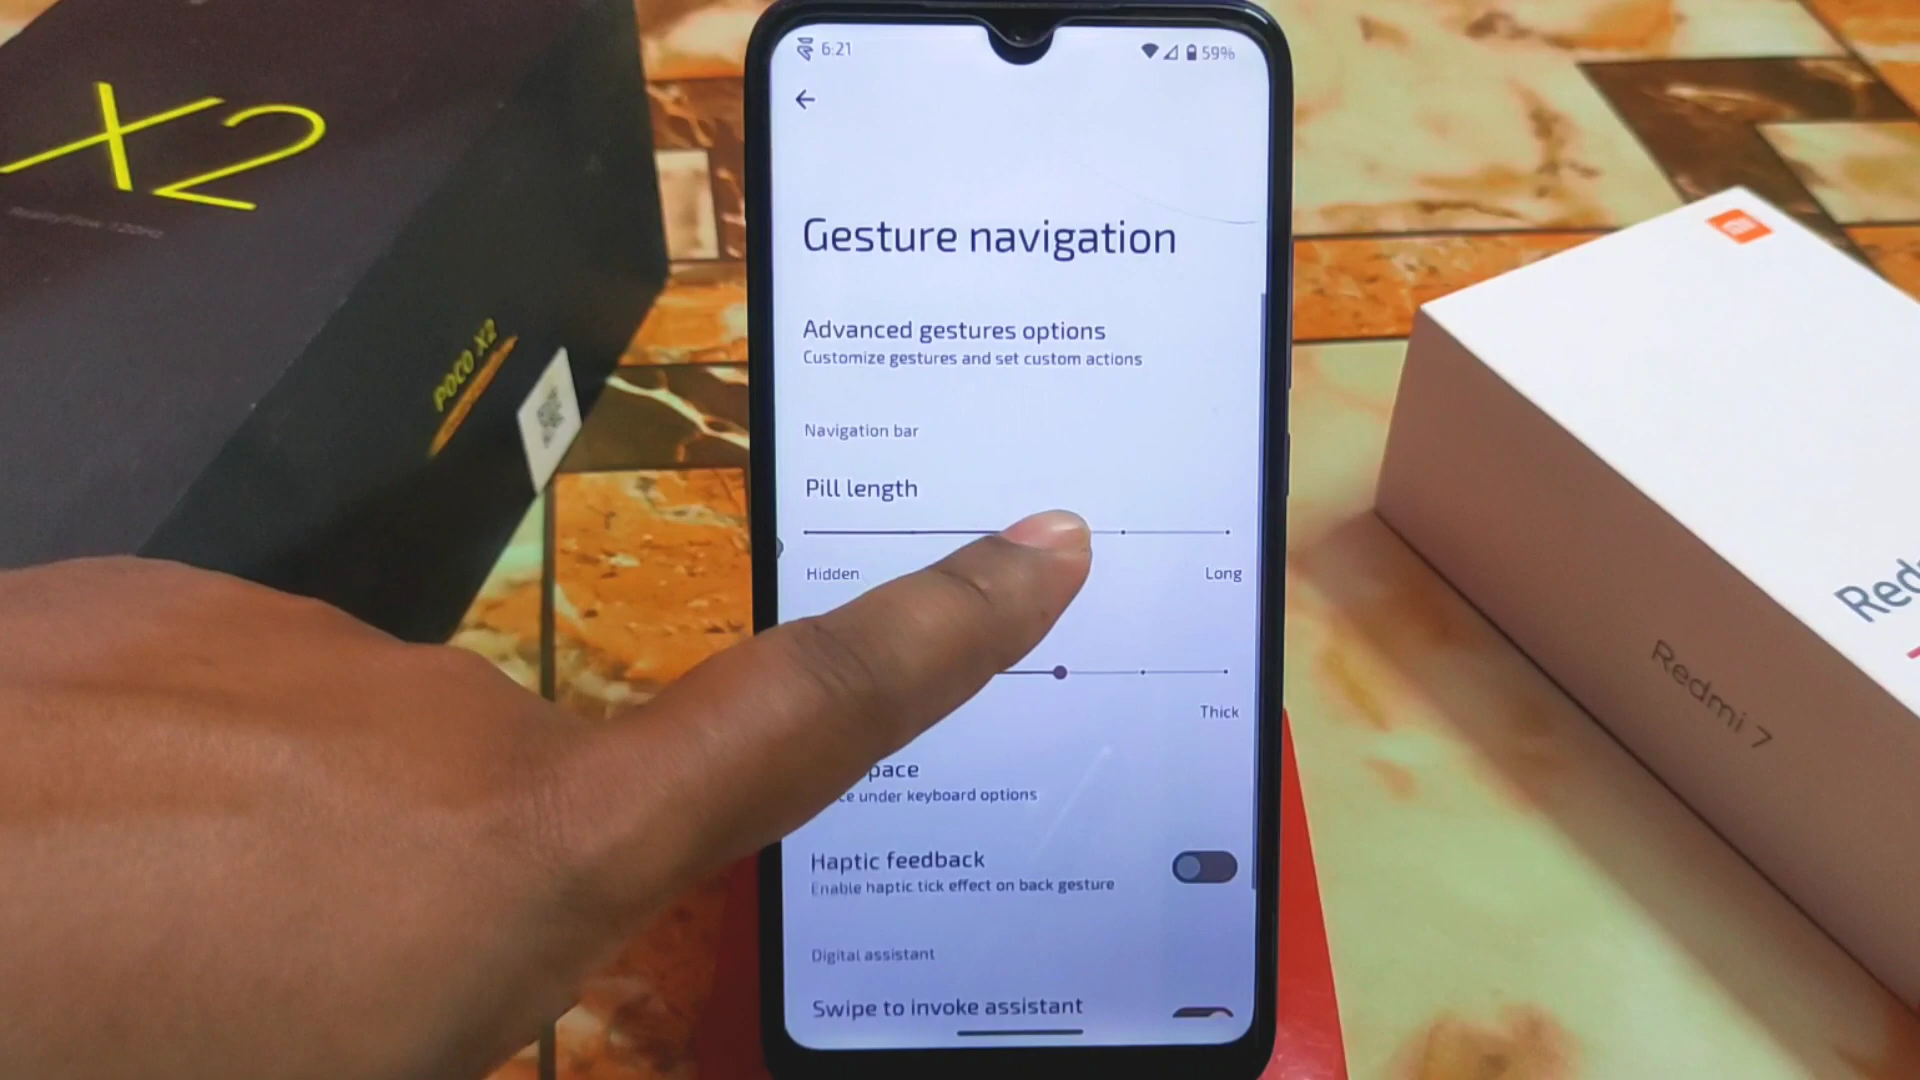 X2
POCO X2
6:21
59%
Gesture navigation
Advanced gestures options
Customize gestures and set custom actions
Navigation bar
Pill length
Hidden
Long
Thick
pace
ce under keyboard options
Haptic feedback
Enable haptic tick effect on back gesture
Digital assistant
Swipe to invoke assistant
mi
Red
Redmi 7